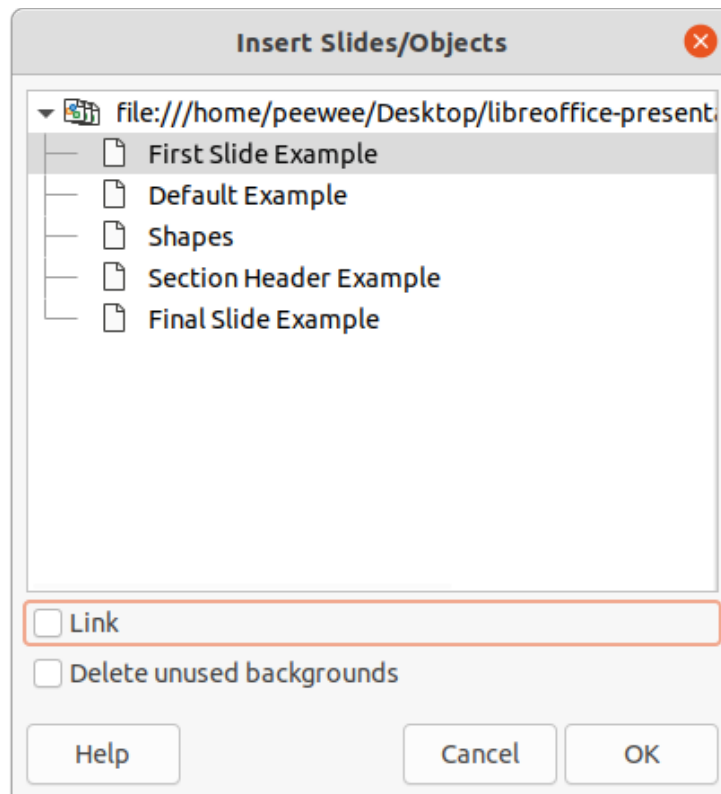 Insert Slides/Objects
file:///home/peewee/Desktop/libreoffice-present
First Slide Example
Default Example
Shapes
Section Header Example
Final Slide Example
Link
Delete unused backgrounds
Help Cancel OK